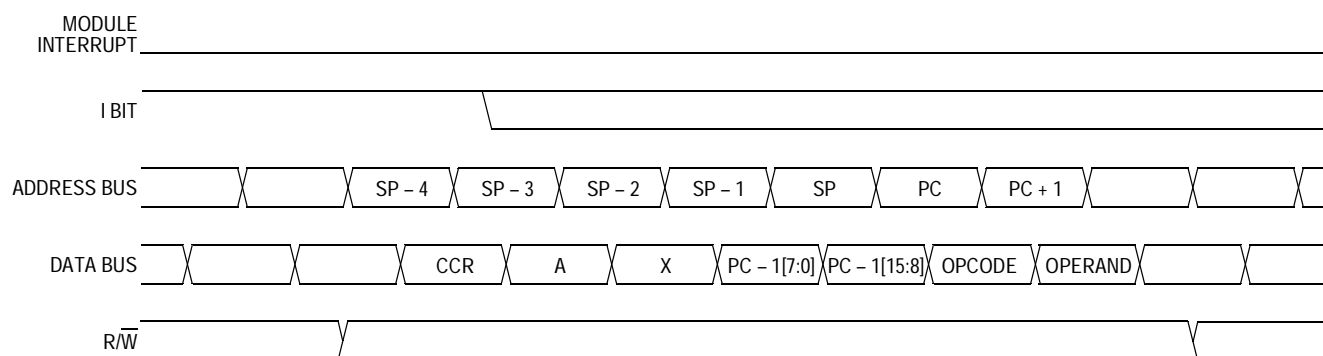 MODULE
INTERRUPT
I BIT
ADDRESS BUS SP – 4 SP – 3 SP – 2 SP – 1 SP PC PC + 1
DATA BUS CCR A X PC – 1[7:0] PC – 1[15:8] OPCODE OPERAND
R/W̅